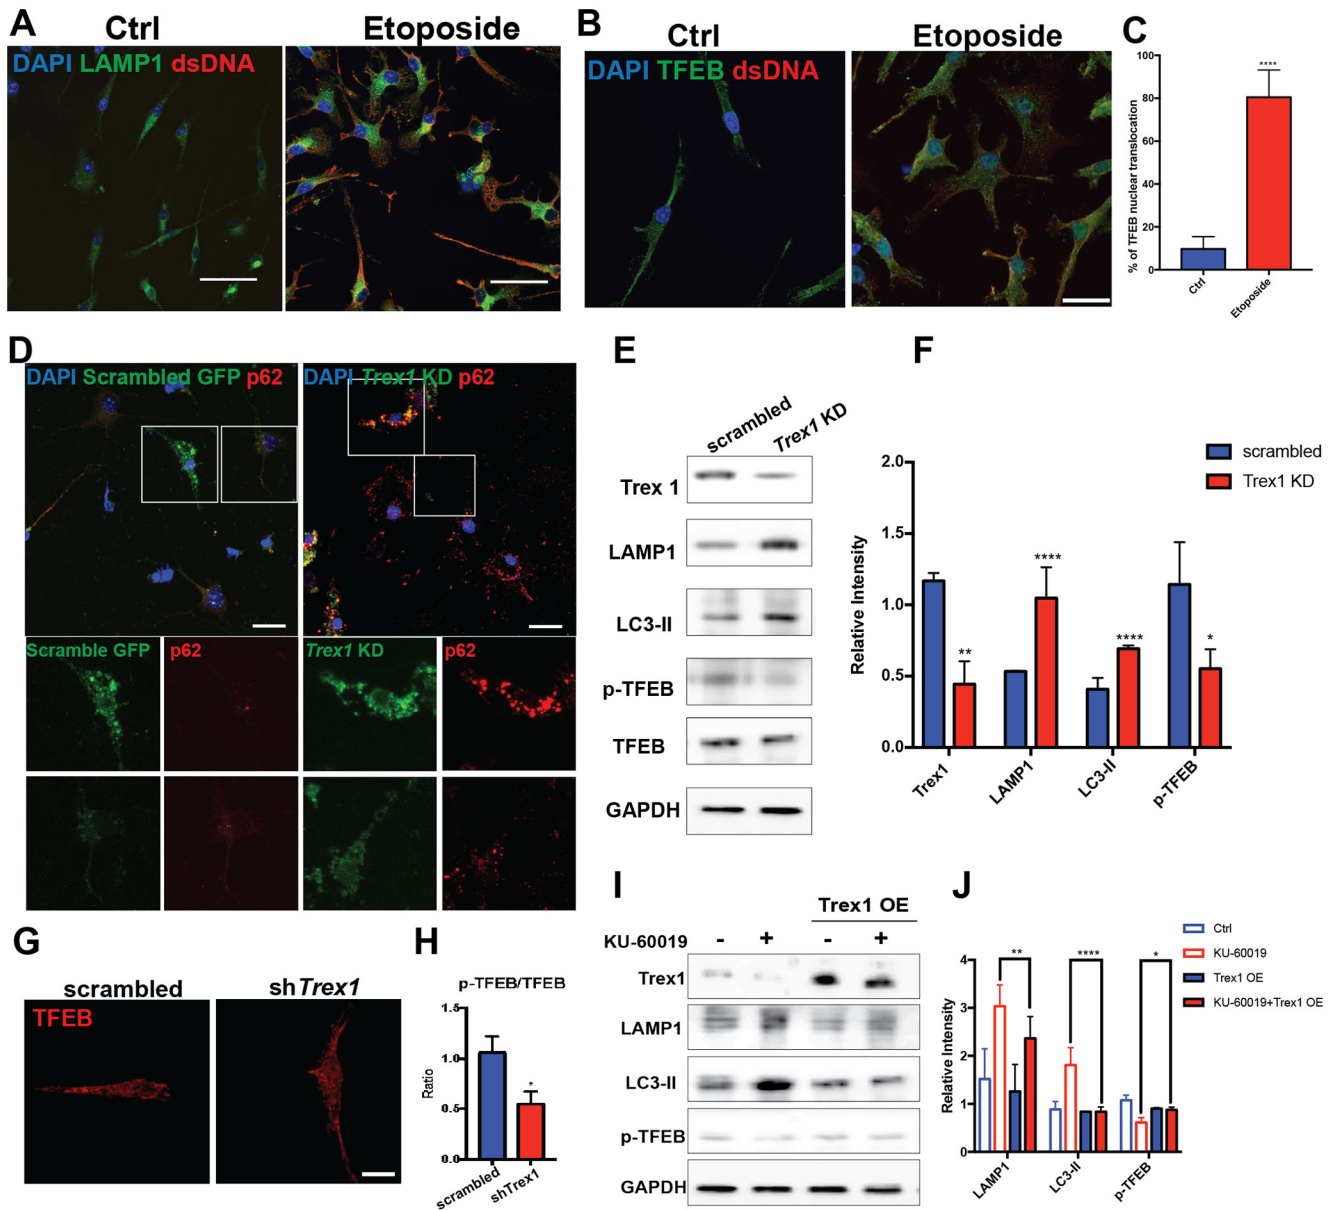 A
Ctrl
Etoposide
DAPI LAMP1 dsDNA
B
Ctrl
Etoposide
DAPI TFEB dsDNA
C
% of TFEB nuclear translocation
100
80
60
40
20
0
****
Ctrl
Etoposide
D
DAPI Scrambled GFP p62
DAPI Trex1 KD p62
Scramble GFP
p62
Trex1 KD
p62
E
scrambled
Trex1 KD
Trex 1
LAMP1
LC3-II
p-TFEB
TFEB
GAPDH
F
scrambled
Trex1 KD
Relative Intensity
2.0
1.5
1.0
0.5
0.0
**
****
****
*
Trex1
LAMP1
LC3-II
p-TFEB
G
scrambled
shTrex1
TFEB
H
p-TFEB/TFEB
Ratio
1.5
1.0
0.5
0.0
*
scrambled
shTrex1
I
Trex1 OE
KU-60019 - + - +
Trex1
LAMP1
LC3-II
p-TFEB
GAPDH
J
Ctrl
KU-60019
Trex1 OE
KU-60019+Trex1 OE
Relative Intensity
4
3
2
1
0
**
****
*
LAMP1
LC3-II
p-TFEB